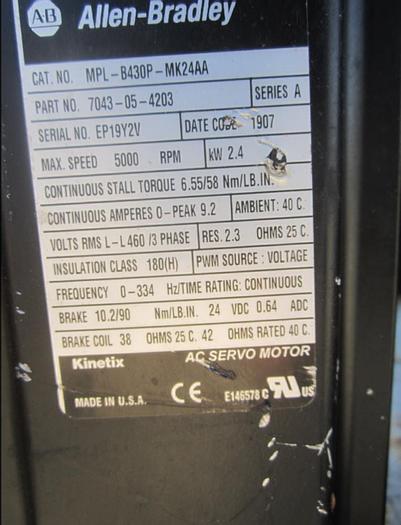 AB Allen-Bradley
CAT. NO. MPL-B430P-MK24AA
PART NO. 7043-05-4203 SERIES A
SERIAL NO. EP19Y2V DATE CODE 1907
MAX. SPEED 5000 RPM kW 2.4
CONTINUOUS STALL TORQUE 6.55/58 Nm/LB.IN.
CONTINUOUS AMPERES 0-PEAK 9.2 AMBIENT: 40 C.
VOLTS RMS L-L 460 /3 PHASE RES. 2.3 OHMS 25 C.
INSULATION CLASS 180(H) PWM SOURCE : VOLTAGE
FREQUENCY 0-334 Hz/TIME RATING: CONTINUOUS
BRAKE 10.2/90 Nm/LB.IN. 24 VDC 0.64 ADC
BRAKE COIL 38 OHMS 25 C. 42 OHMS RATED 40 C.
Kinetix AC SERVO MOTOR
MADE IN U.S.A. CE E146578 C RU US